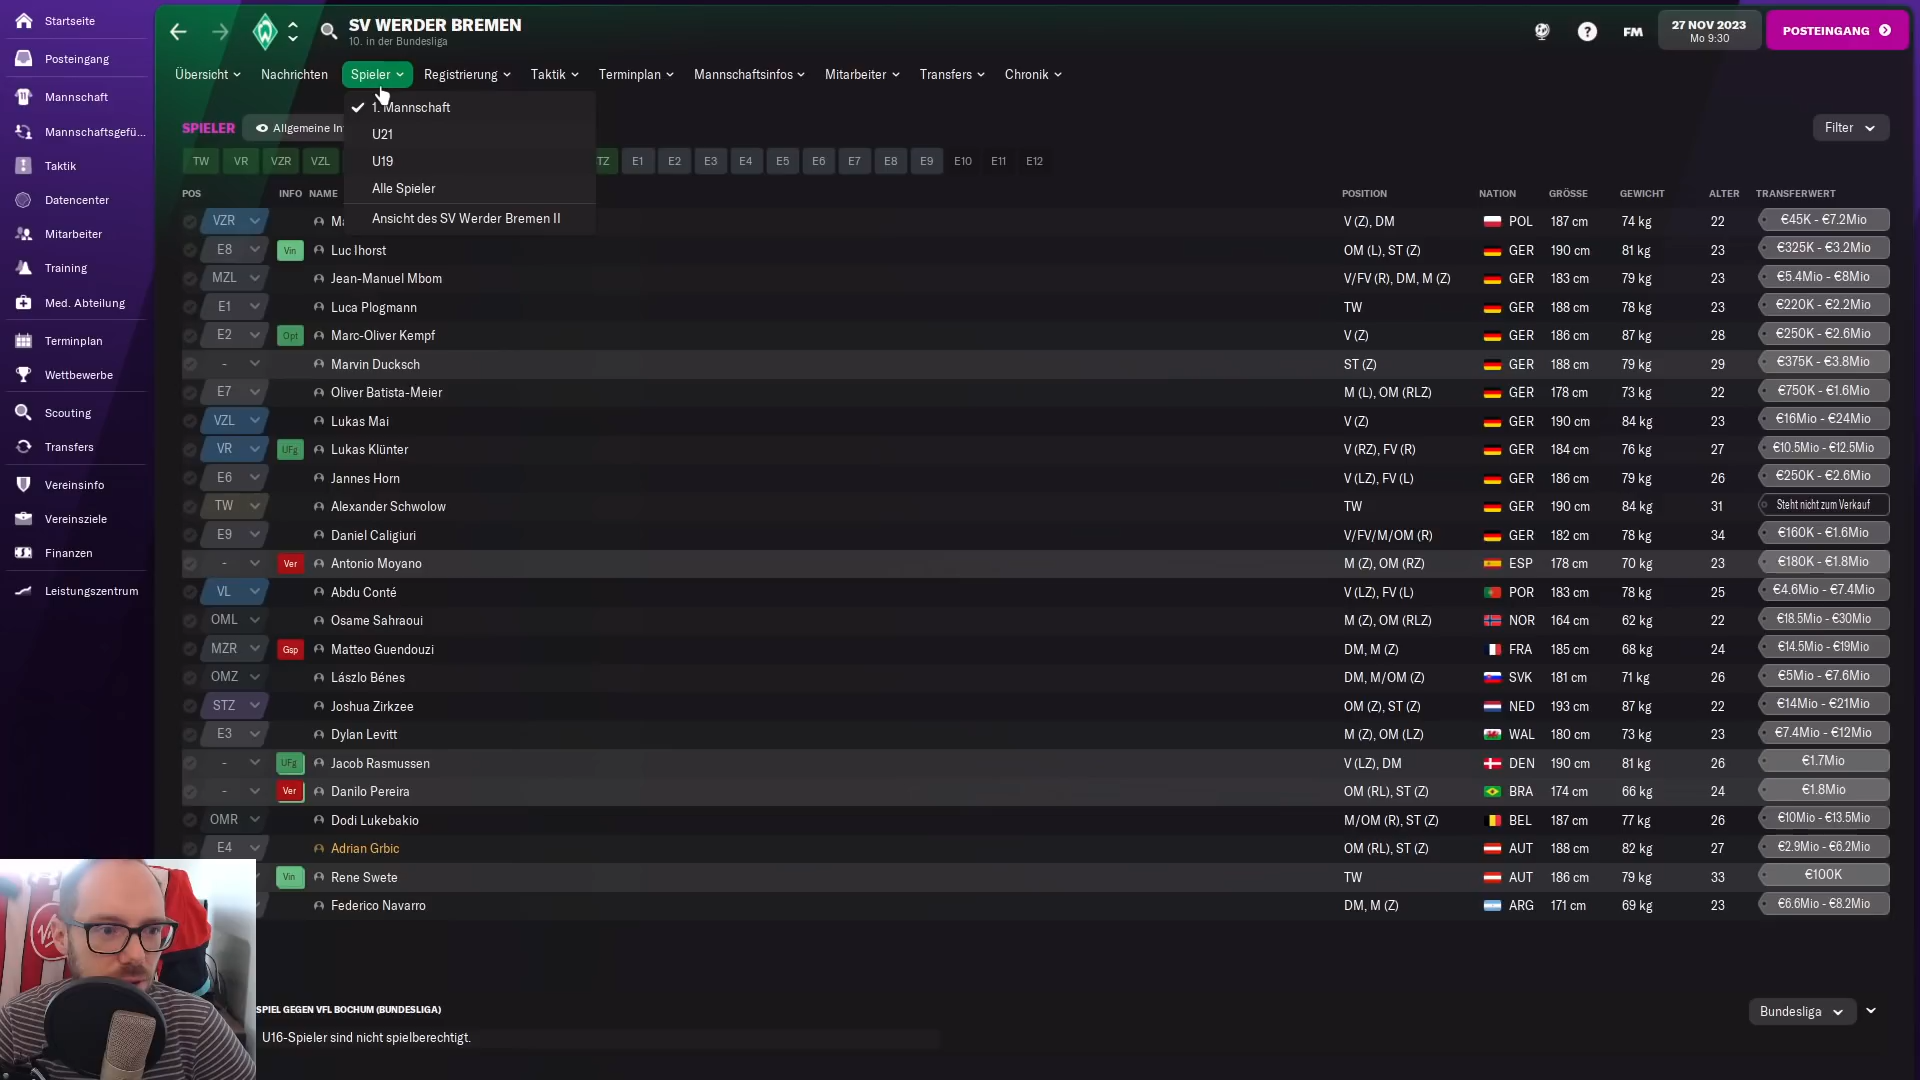 Startseite
Posteingang
Mannschaft
Mannschaftsgefü...
Taktik
Datencenter
Mitarbeiter
Training
Med. Abteilung
Terminplan
Wettbewerbe
Scouting
Transfers
Vereinsinfo
Vereinsziele
Finanzen
Leistungszentrum
SV WERDER BREMEN
10. in der Bundesliga
FM
27 NOV 2023
Mo 9:30
POSTEINGANG
Übersicht Nachrichten Spieler Registrierung Taktik Terminplan Mannschaftsinfos Mitarbeiter Transfers Chronik
1. Mannschaft
U21
U19
Alle Spieler
Ansicht des SV Werder Bremen II
SPIELER Allgemeine In Filter
TW VR VZR VZL TZ E1 E2 E3 E4 E5 E6 E7 E8 E9 E10 E11 E12
POS INFO NAME POSITION NATION GRÖSSE GEWICHT ALTER TRANSFERWERT
VZR Ma V (Z), DM POL 187 cm 74 kg 22 €45K - €7.2Mio
E8 Vin Luc Ihorst OM (L), ST (Z) GER 190 cm 81 kg 23 €325K - €3.2Mio
MZL Jean-Manuel Mbom V/FV (R), DM, M (Z) GER 183 cm 79 kg 23 €5.4Mio - €8Mio
E1 Luca Plogmann TW GER 188 cm 78 kg 23 €220K - €2.2Mio
E2 Opt Marc-Oliver Kempf V (Z) GER 186 cm 87 kg 28 €250K - €2.6Mio
- Marvin Ducksch ST (Z) GER 188 cm 79 kg 29 €375K - €3.8Mio
E7 Oliver Batista-Meier M (L), OM (RLZ) GER 178 cm 73 kg 22 €750K - €1.6Mio
VZL Lukas Mai V (Z) GER 190 cm 84 kg 23 €16Mio - €24Mio
VR UFg Lukas Klünter V (RZ), FV (R) GER 184 cm 76 kg 27 €10.5Mio - €12.5Mio
E6 Jannes Horn V (LZ), FV (L) GER 186 cm 79 kg 26 €250K - €2.6Mio
TW Alexander Schwolow TW GER 190 cm 84 kg 31 Steht nicht zum Verkauf
E9 Daniel Caligiuri V/FV/M/OM (R) GER 182 cm 78 kg 34 €160K - €1.6Mio
- Ver Antonio Moyano M (Z), OM (RZ) ESP 178 cm 70 kg 23 €180K - €1.8Mio
VL Abdu Conté V (LZ), FV (L) POR 183 cm 78 kg 25 €4.6Mio - €7.4Mio
OML Osame Sahraoui M (Z), OM (RLZ) NOR 164 cm 62 kg 22 €18.5Mio - €30Mio
MZR Gsp Matteo Guendouzi DM, M (Z) FRA 185 cm 68 kg 24 €14.5Mio - €19Mio
OMZ László Bénes DM, M/OM (Z) SVK 181 cm 71 kg 26 €5Mio - €7.6Mio
STZ Joshua Zirkzee OM (Z), ST (Z) NED 193 cm 87 kg 22 €14Mio - €21Mio
E3 Dylan Levitt M (Z), OM (LZ) WAL 180 cm 73 kg 23 €7.4Mio - €12Mio
- UFg Jacob Rasmussen V (LZ), DM DEN 190 cm 81 kg 26 €1.7Mio
- Ver Danilo Pereira OM (RL), ST (Z) BRA 174 cm 66 kg 24 €1.8Mio
OMR Dodi Lukebakio M/OM (R), ST (Z) BEL 187 cm 77 kg 26 €10Mio - €13.5Mio
E4 Adrian Grbic OM (RL), ST (Z) AUT 188 cm 82 kg 27 €2.9Mio - €6.2Mio
Vin Rene Swete TW AUT 186 cm 79 kg 33 €100K
Federico Navarro DM, M (Z) ARG 171 cm 69 kg 23 €6.6Mio - €8.2Mio
SPIEL GEGEN VFL BOCHUM (BUNDESLIGA) Bundesliga
U16-Spieler sind nicht spielberechtigt.